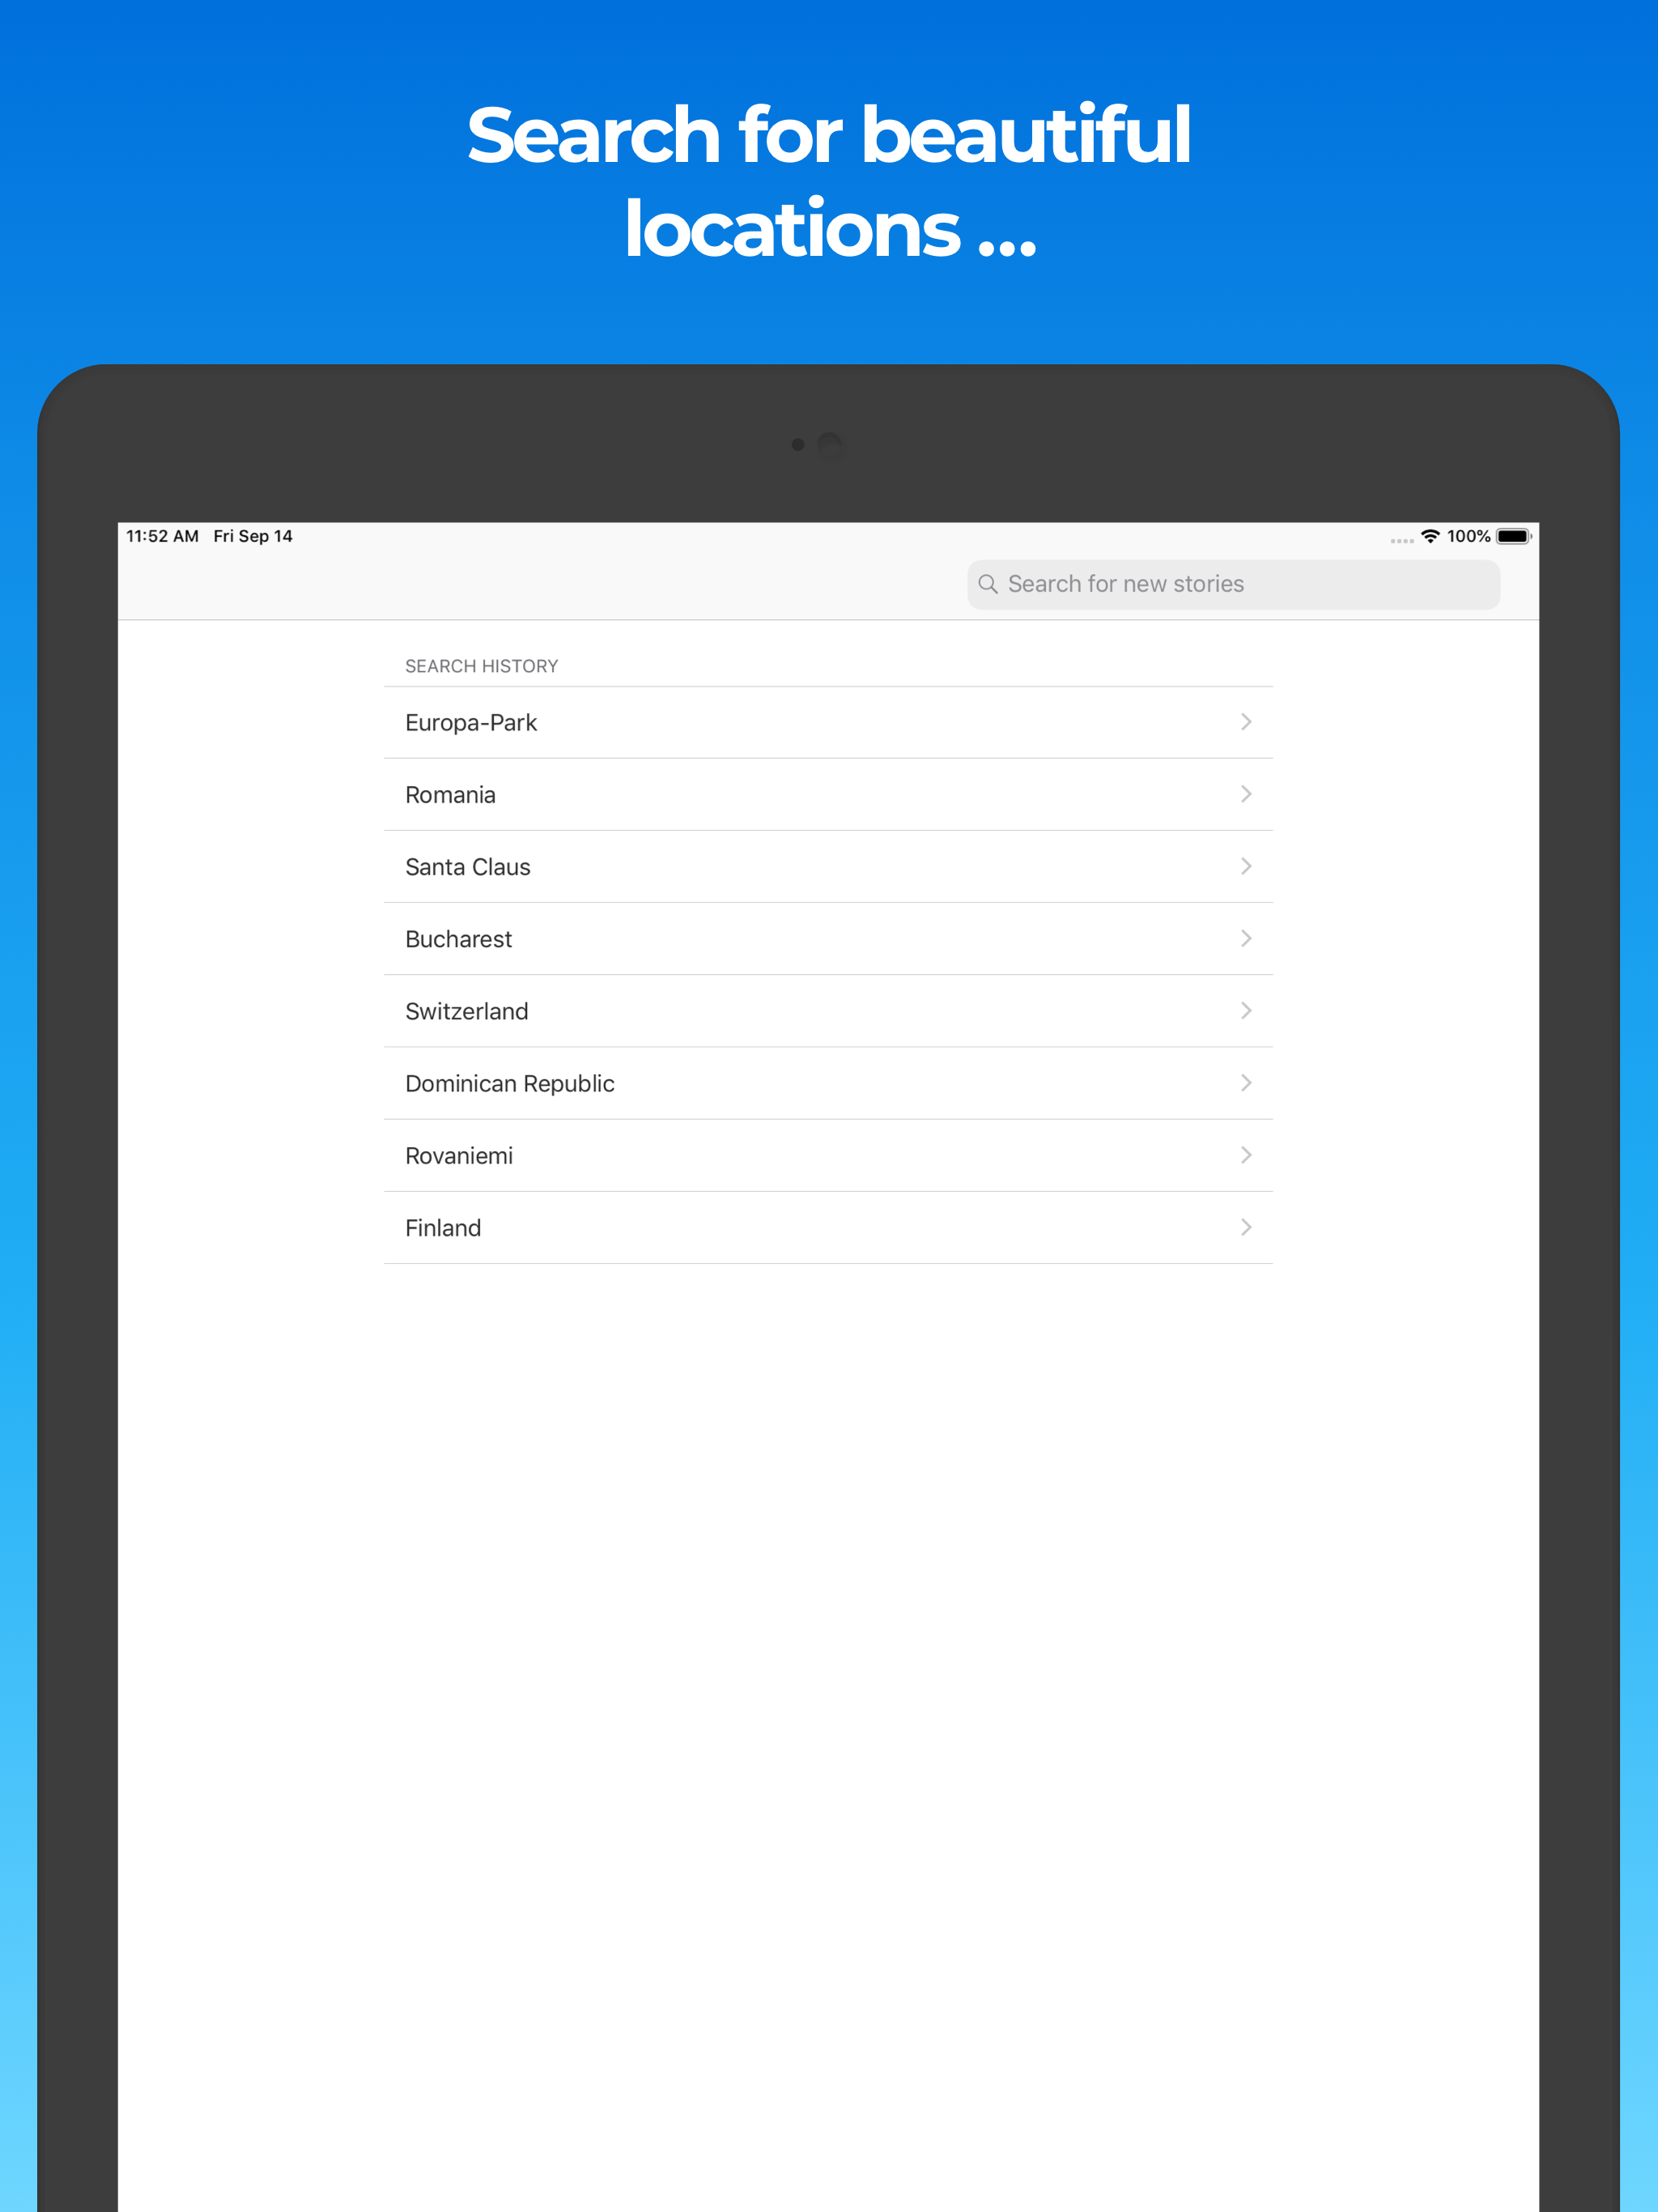 Search for beautiful
locations ...
11:52 AM Fri Sep 14
100%
Search for new stories
SEARCH HISTORY
Europa-Park
Romania
Santa Claus
Bucharest
Switzerland
Dominican Republic
Rovaniemi
Finland